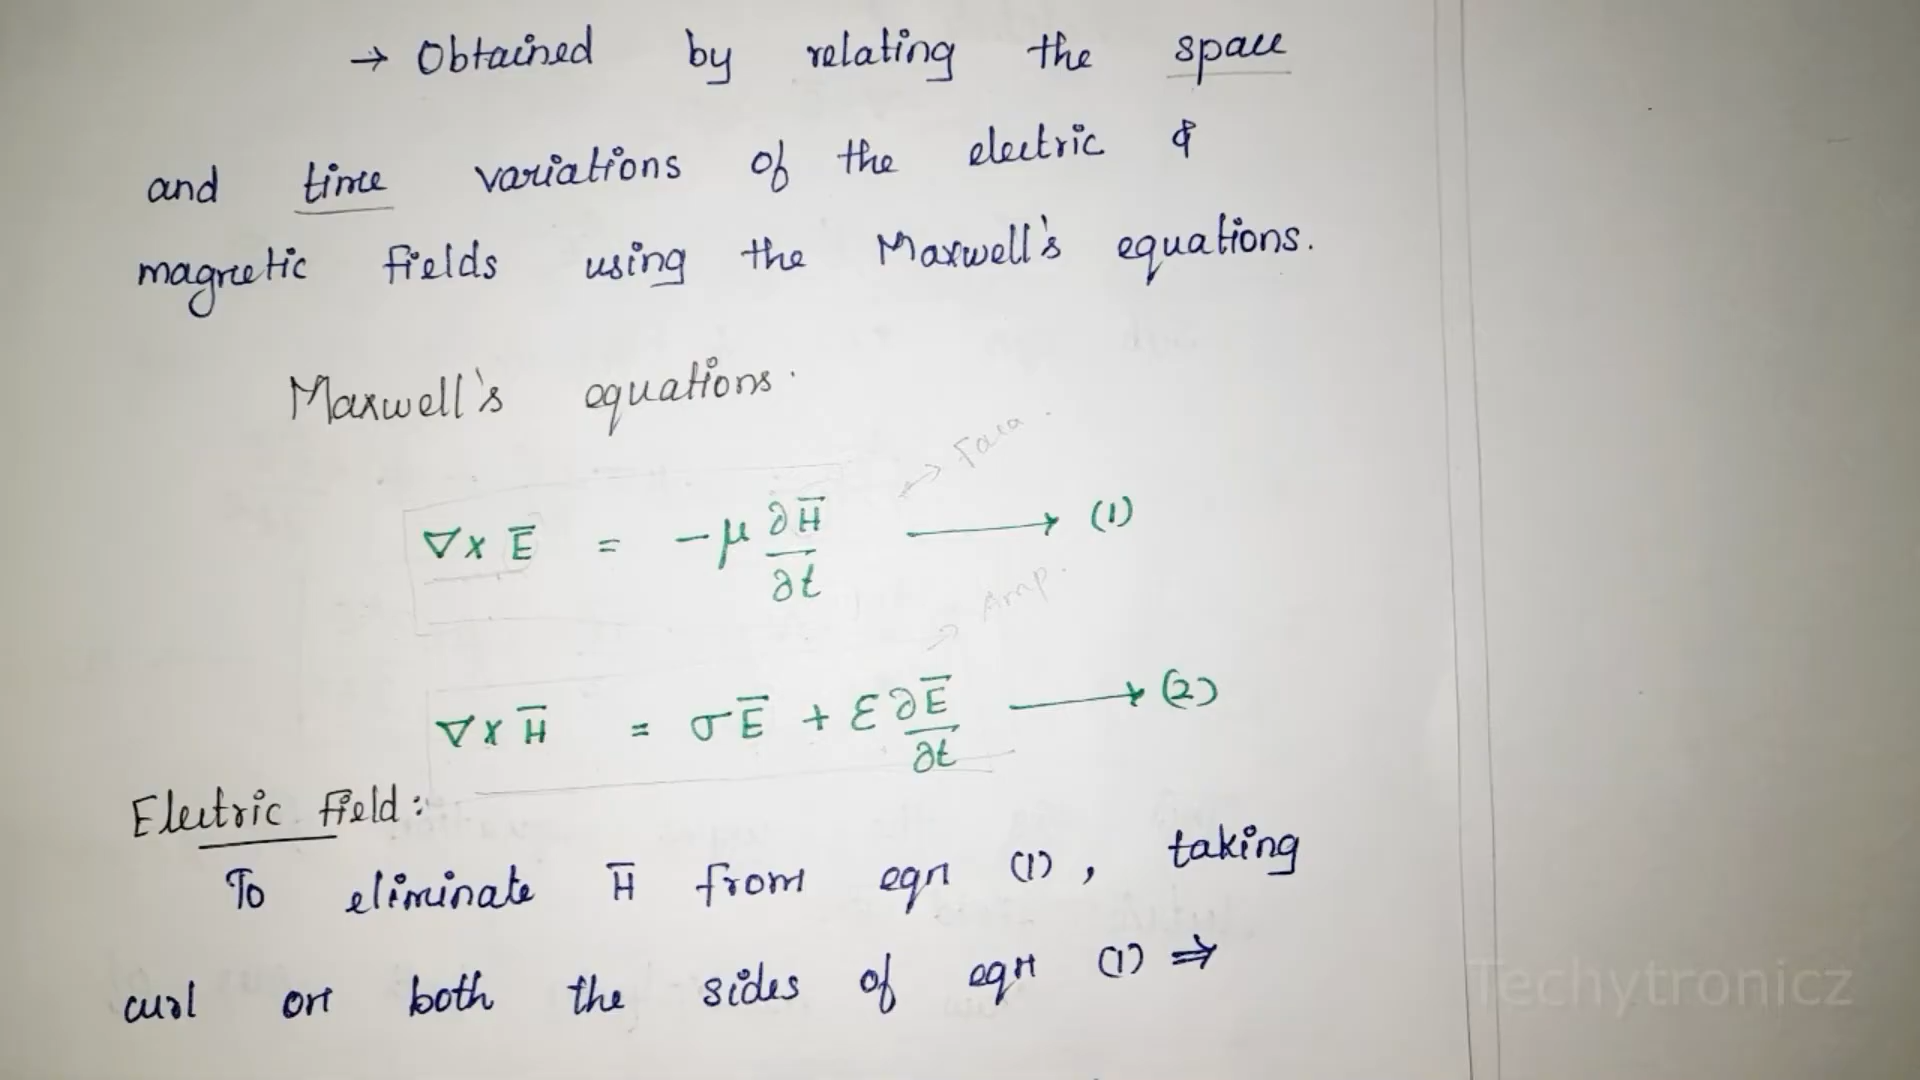 → Obtained by relating the space
and time variations of the electric &
magnetic fields using the Maxwell's equations.
Maxwell's equations.
→ Fara.
∇x E̅ = -μ ∂H̅/∂t → (1)
→ Amp.
∇x H̅ = σE̅ + ε ∂E̅/∂t → (2)
Electric field:
To eliminate H̅ from eqn (1), taking
curl on both the sides of eqn (1) ⇒
Techytronicz